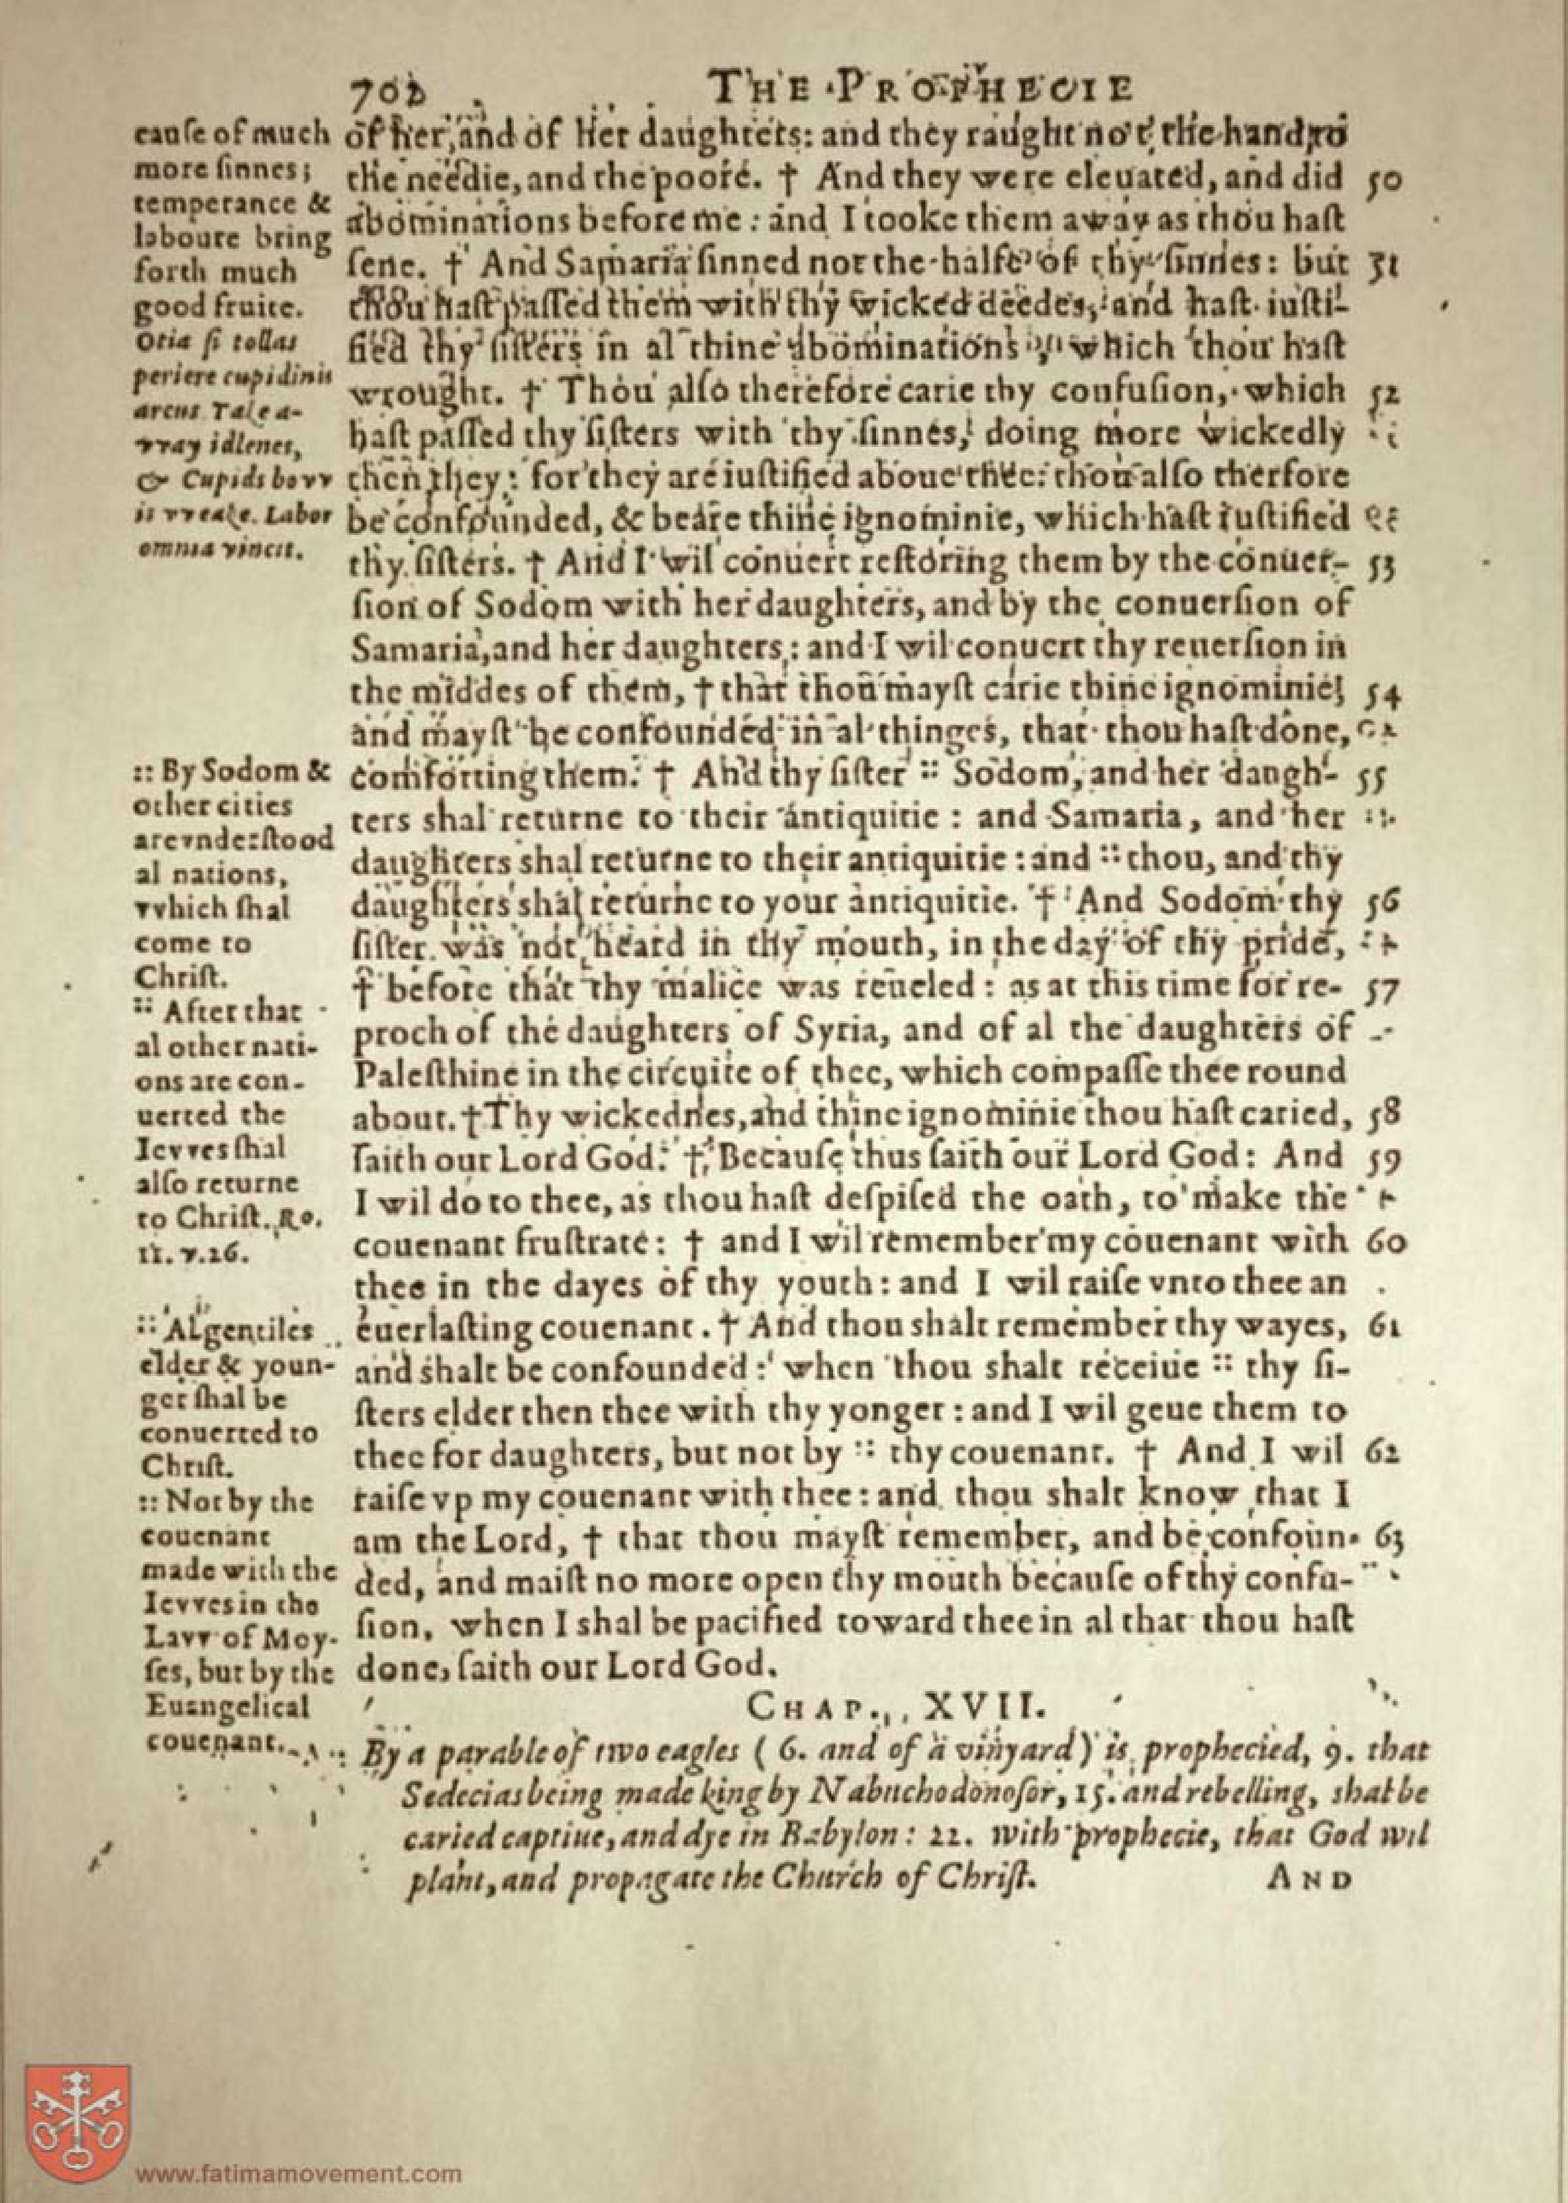 702 THE PROPHECIE
cauſe of much
more ſinnes;
temperance &
laboure bring
forth much
good fruite.
Otia ſi tollas
periere cupidinis
arcus. Take a-
vvay idlenes,
& Cupids bovv
is vveake. Labor
omnia vincit.
:: By Sodom &
other cities
are vnderſtood
al nations,
vvhich ſhal
come to
Chriſt.
:: After that
al other nati-
ons are con-
uerted the
Ievves ſhal
alſo returne
to Chriſt. Ro.
11. v.26.
:: Al gentiles
elder & youn-
ger ſhal be
conuerted to
Chriſt.
:: Not by the
couenant
made with the
Ievves in the
Lavv of Moy-
ſes, but by the
Euangelical
couenant.
of her, and of her daughters: and they raught not the hand to
the needie, and the poore. † And they were eleuated, and did 50
abominations before me: and I tooke them away as thou haſt
ſene. † And Samaria ſinned not the halfe of thy ſinnes: but 51
thou haſt paſſed them with thy wicked deedes, and haſt iuſti-
fied thy ſiſters in al thine abominations, which thou haſt
wrought. † Thou alſo therefore carie thy confuſion, which 52
haſt paſſed thy ſiſters with thy ſinnes, doing more wickedly
then they: for they are iuſtified aboue thee: thou alſo therfore
be confounded, & beare thine ignominie, which haſt iuſtified
thy ſiſters. † And I wil conuert reſtoring them by the conuer- 53
ſion of Sodom with her daughters, and by the conuerſion of
Samaria, and her daughters: and I wil conuert thy reuerſion in
the middes of them, † that thou mayſt carie thine ignominie, 54
and mayſt be confounded in al thinges, that thou haſt done,
comforting them. † And thy ſiſter :: Sodom, and her daugh- 55
ters shal returne to their antiquitie: and Samaria, and her
daughters shal returne to their antiquitie: and :: thou, and thy
daughters shal returne to your antiquitie. † And Sodom thy 56
ſiſter was not heard in thy mouth, in the day of thy pride,
† before that thy malice was reueled: as at this time for re- 57
proch of the daughters of Syria, and of al the daughters of
Paleſthine in the circuite of thee, which compaſſe thee round
about. † Thy wickednes, and thine ignominie thou haſt caried, 58
ſaith our Lord God. † Becauſe thus ſaith our Lord God: And 59
I wil do to thee, as thou haſt deſpiſed the oath, to make the
couenant fruſtrate: † and I wil remember my couenant with 60
thee in the dayes of thy youth: and I wil raiſe vnto thee an
euerlaſting couenant. † And thou shalt remember thy wayes, 61
and shalt be confounded: when thou shalt receiue :: thy ſi-
ſters elder then thee with thy yonger: and I wil geue them to
thee for daughters, but not by :: thy couenant. † And I wil 62
raiſe vp my couenant with thee: and thou shalt know that I
am the Lord, † that thou mayſt remember, and be confoun- 63
ded, and maiſt no more open thy mouth becauſe of thy confu-
ſion, when I shal be pacified toward thee in al that thou haſt
done, ſaith our Lord God.
CHAP. XVII.
By a parable of two eagles (6. and of a vinyard) is prophecied, 9. that
Sedecias being made king by Nabuchodonoſor, 15. and rebelling, shal be
caried captiue, and dye in Babylon: 22. with prophecie, that God wil
plant, and propagate the Church of Chriſt.
AND
www.fatimamovement.com